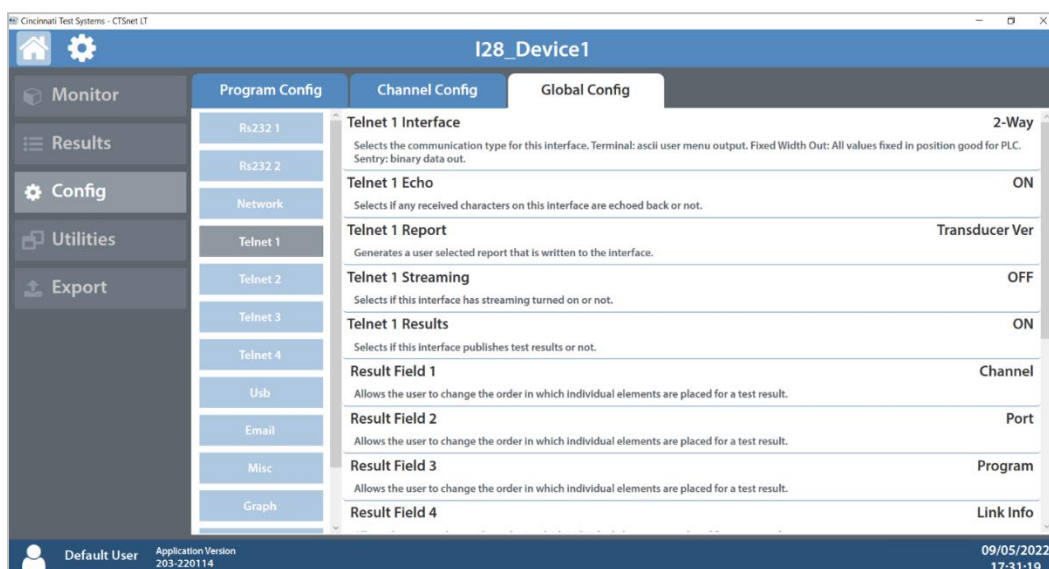 Cincinnati Test Systems - CTSnet LT
I28_Device1
Monitor
Results
Config
Utilities
Export
Program Config
Channel Config
Global Config
Rs232 1
Rs232 2
Network
Telnet 1
Telnet 2
Telnet 3
Telnet 4
Usb
Email
Misc
Graph
Telnet 1 Interface 2-Way
Selects the communication type for this interface. Terminal: ascii user menu output. Fixed Width Out: All values fixed in position good for PLC.
Sentry: binary data out.
Telnet 1 Echo ON
Selects if any received characters on this interface are echoed back or not.
Telnet 1 Report Transducer Ver
Generates a user selected report that is written to the interface.
Telnet 1 Streaming OFF
Selects if this interface has streaming turned on or not.
Telnet 1 Results ON
Selects if this interface publishes test results or not.
Result Field 1 Channel
Allows the user to change the order in which individual elements are placed for a test result.
Result Field 2 Port
Allows the user to change the order in which individual elements are placed for a test result.
Result Field 3 Program
Allows the user to change the order in which individual elements are placed for a test result.
Result Field 4 Link Info
Default User
Application Version
203-220114
09/05/2022
17:31:19